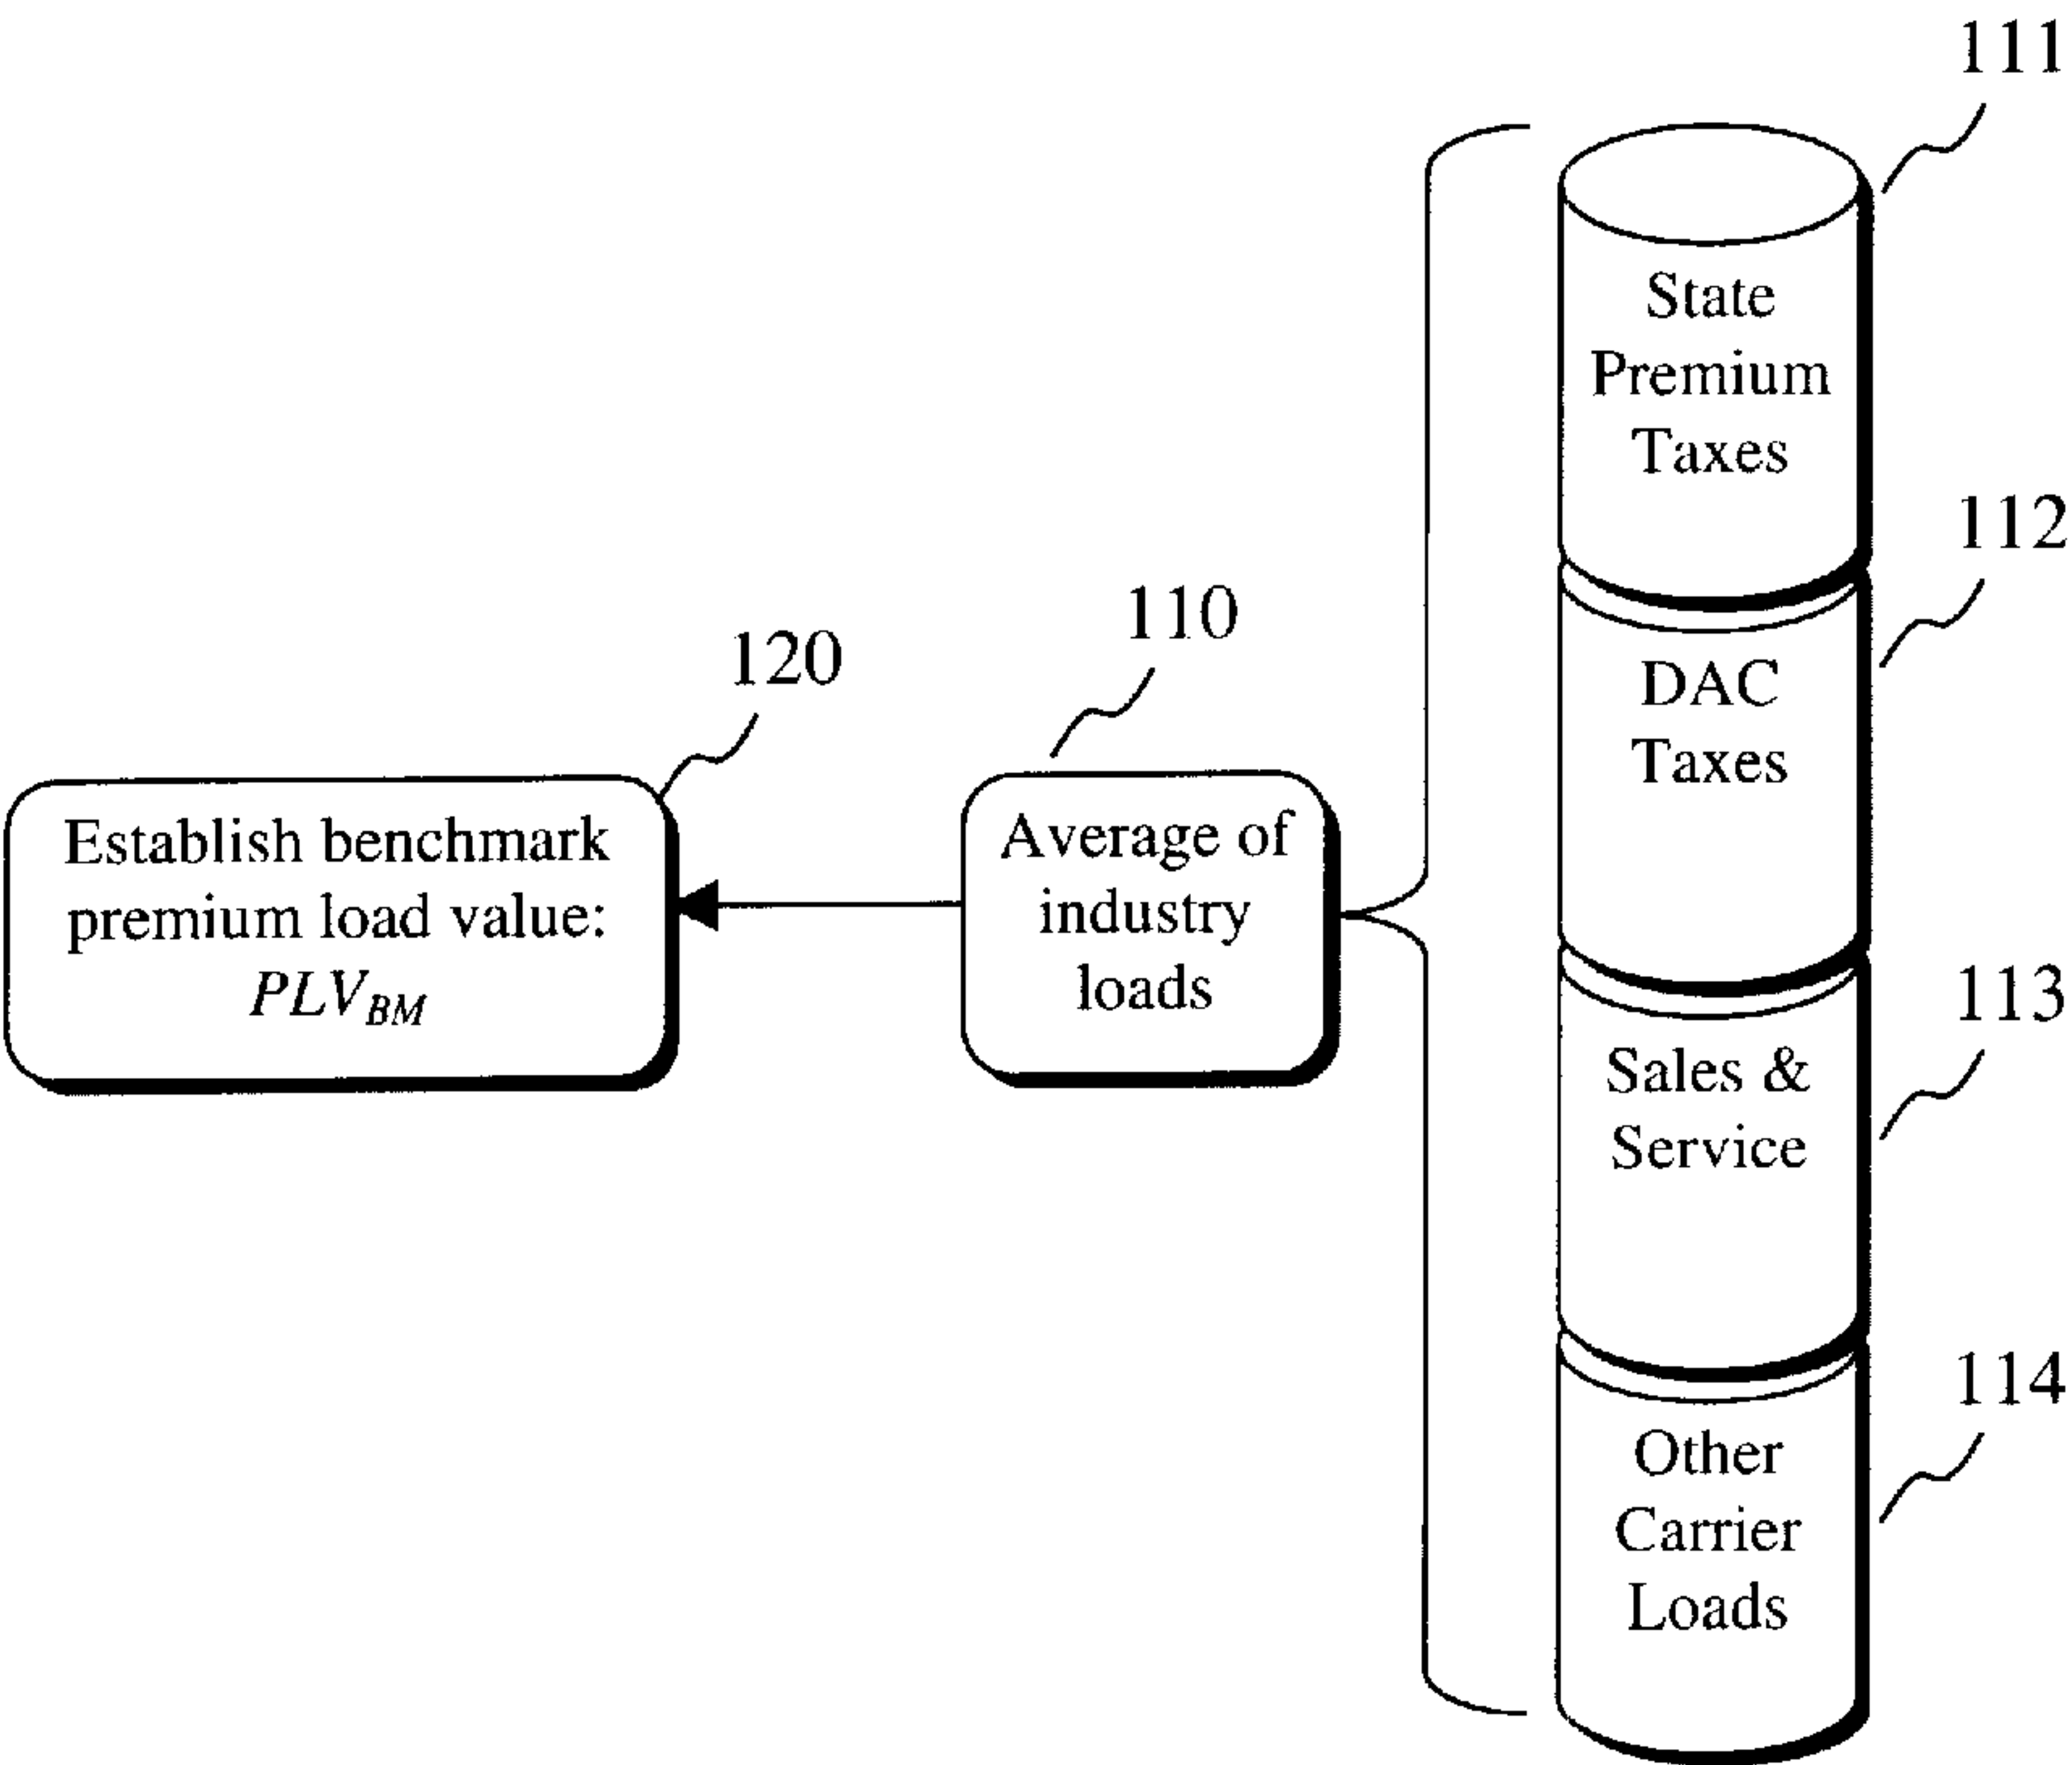 111
State
Premium
Taxes
112
DAC
Taxes
110
120
Establish benchmark
premium load value:
PLV_BM
Average of
industry
loads
113
Sales &
Service
114
Other
Carrier
Loads